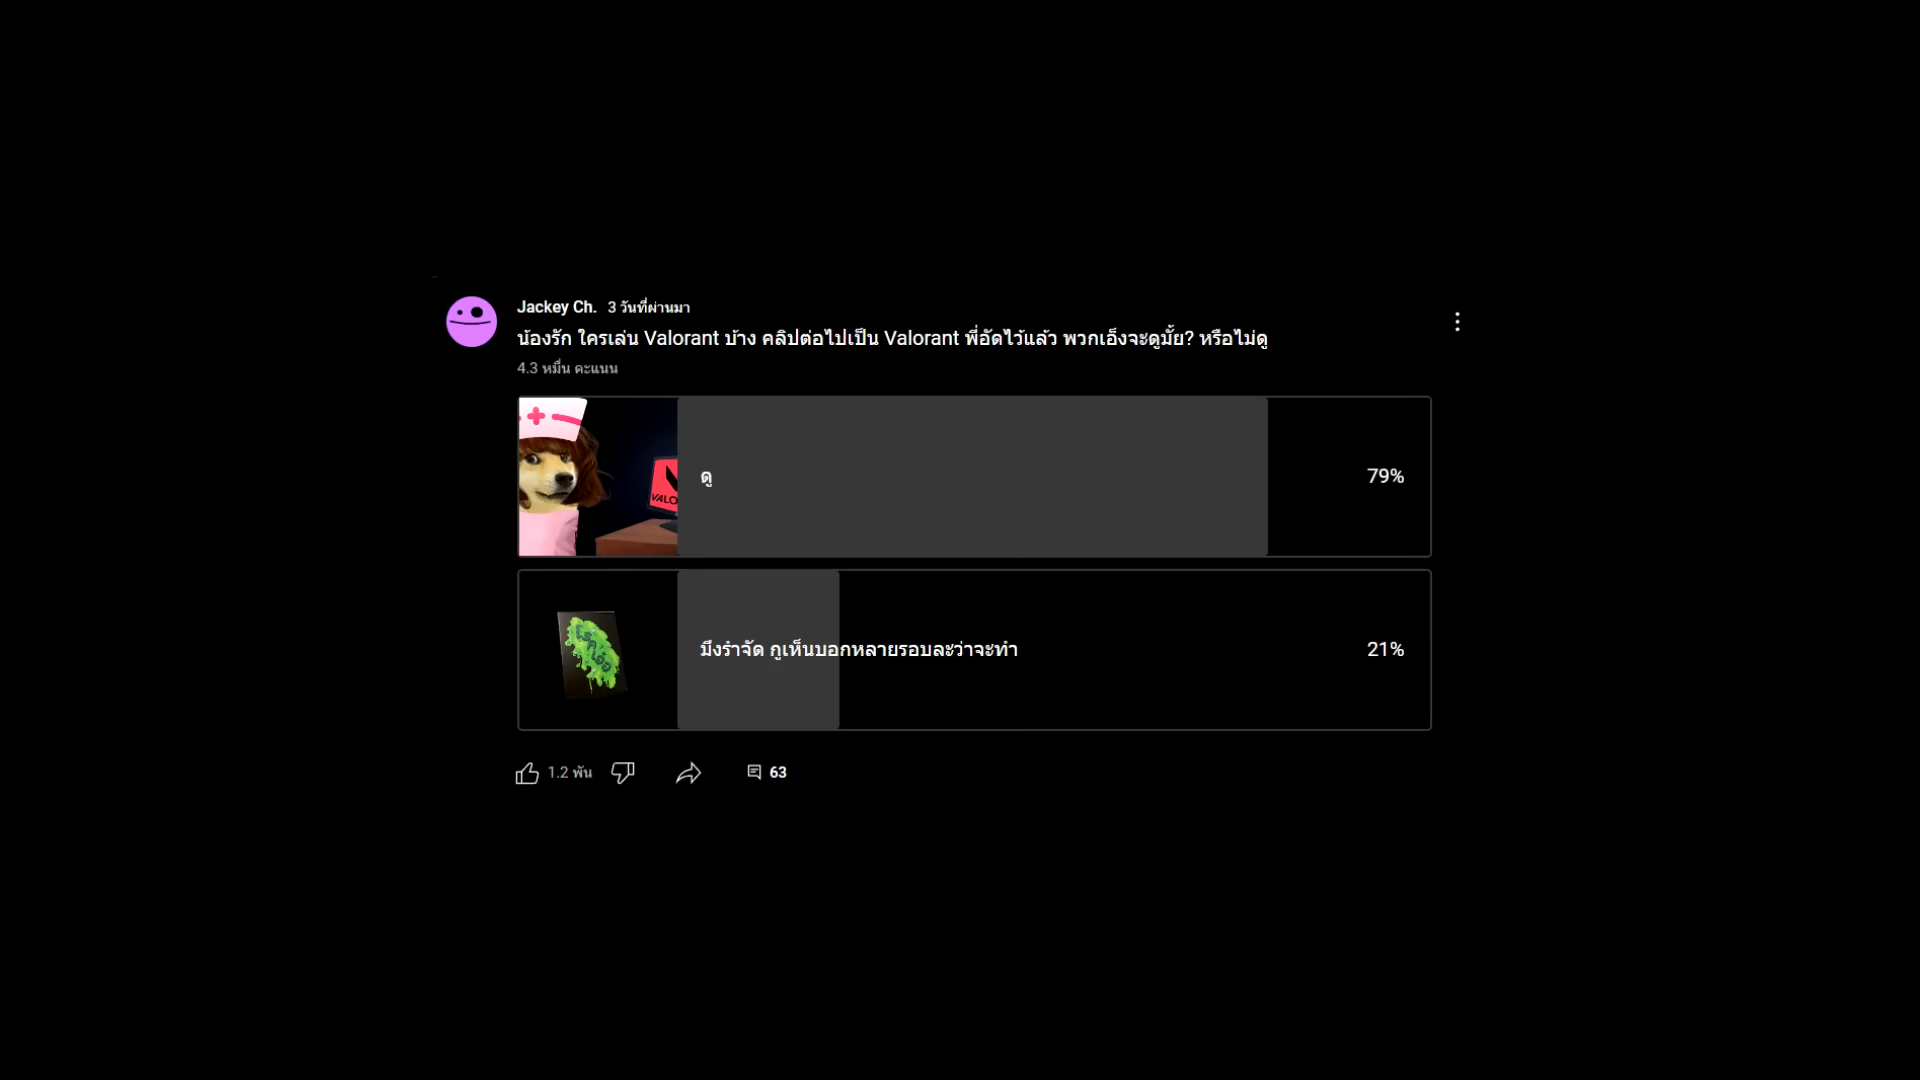 Jackey Ch. 3 วันที่ผ่านมา
น้องรัก ใครเล่น Valorant บ้าง คลิปต่อไปเป็น Valorant พี่อัดไว้แล้ว พวกเอ็งจะดูมั้ย? หรือไม่ดู
4.3 หมื่น คะแนน
VALO
ดู
79%
มึงรำจัด กูเห็นบอกหลายรอบละว่าจะทำ
21%
1.2 พัน
63